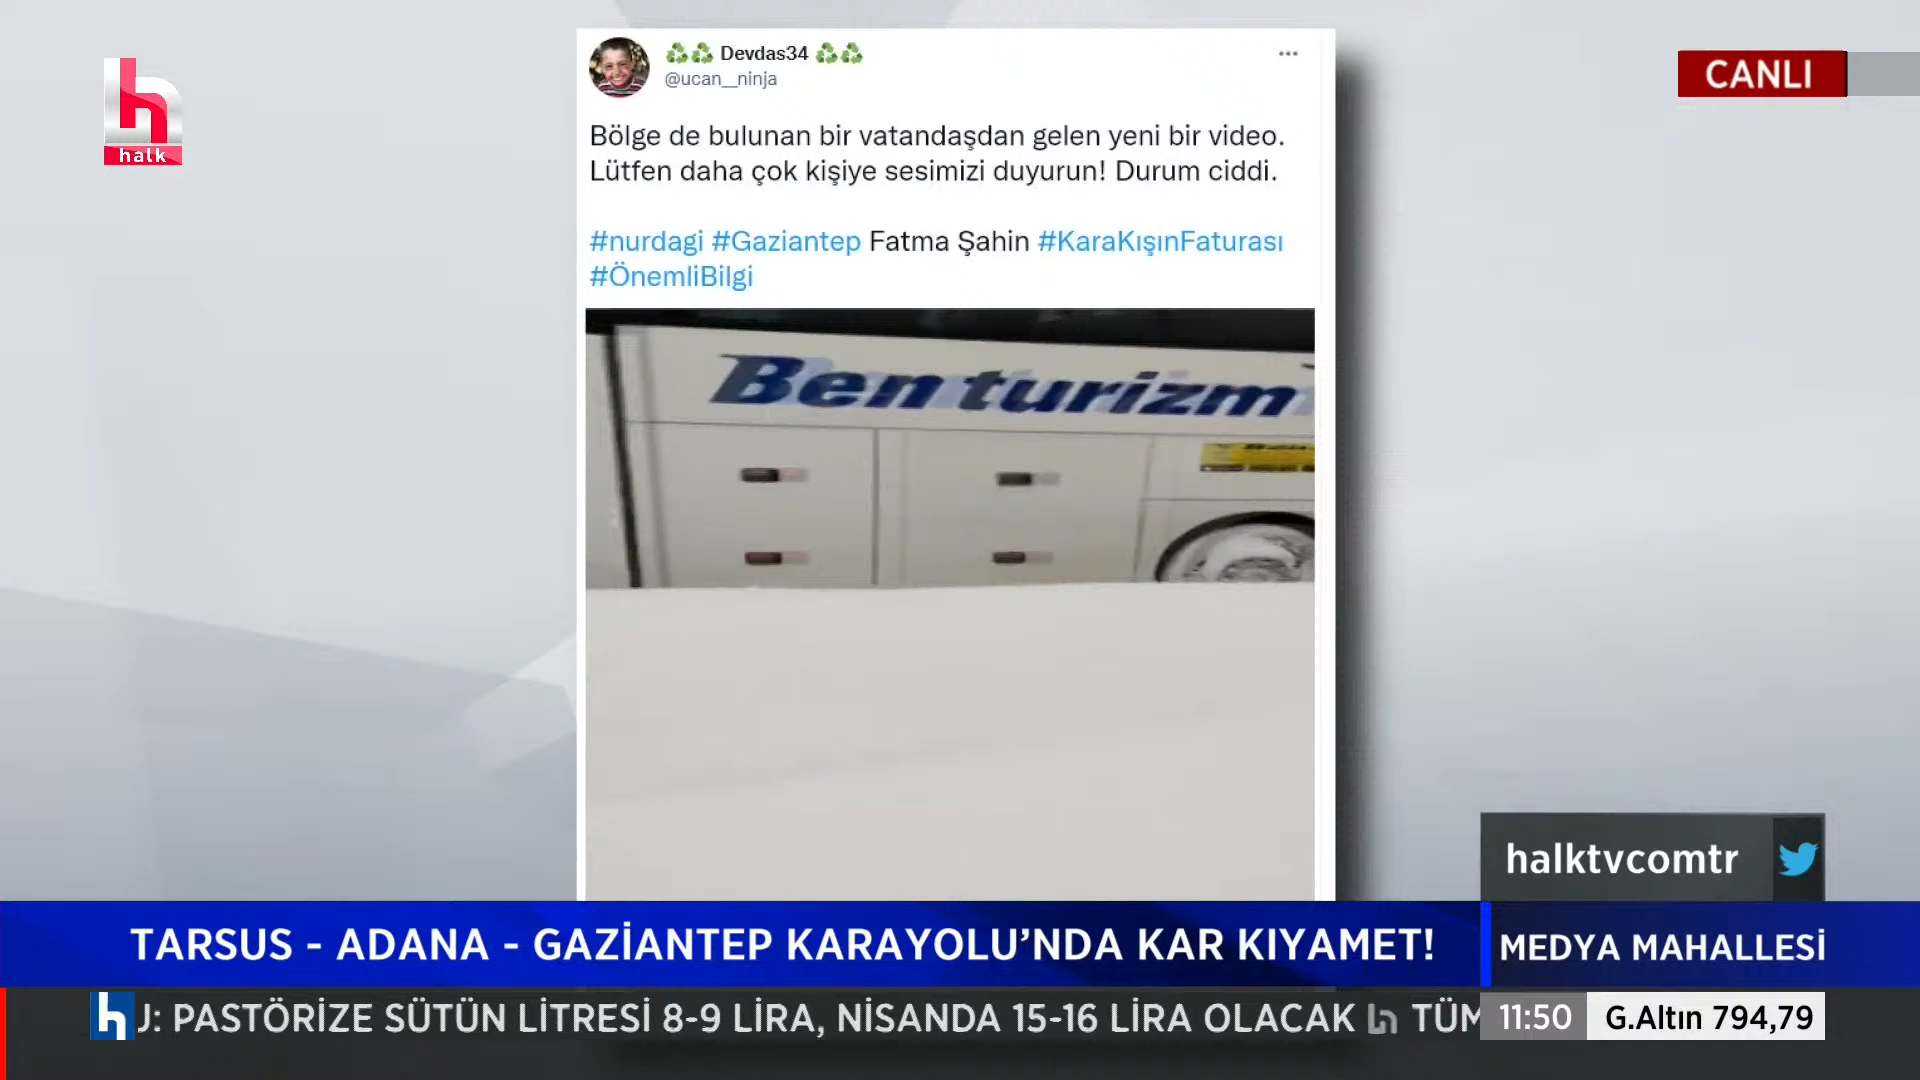 halk
CANLI
Devdas34
@ucan__ninja
Bölge de bulunan bir vatandaşdan gelen yeni bir video.
Lütfen daha çok kişiye sesimizi duyurun! Durum ciddi.
#nurdagi #Gaziantep Fatma Şahin #KaraKışınFaturası
#ÖnemliBilgi
Ben turizm
halktvcomtr
TARSUS - ADANA - GAZİANTEP KARAYOLU’NDA KAR KIYAMET!
MEDYA MAHALLESİ
: PASTÖRİZE SÜTÜN LİTRESİ 8-9 LİRA, NİSANDA 15-16 LİRA OLACAK
TÜM
11:50
G.Altın 794,79